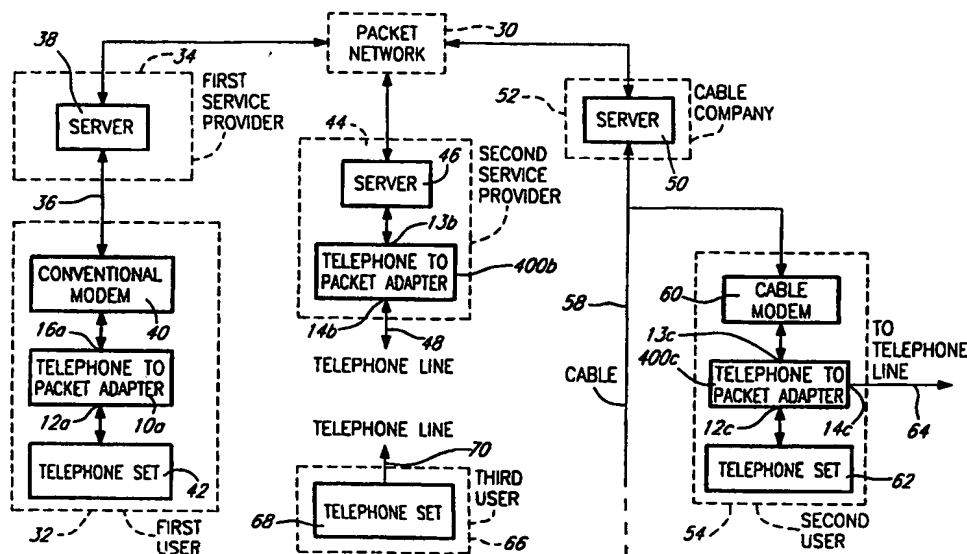 38
34
PACKET
NETWORK
30
FIRST
SERVICE
PROVIDER
SERVER
52
CABLE
COMPANY
SERVER
50
44
46
SERVER
SECOND
SERVICE
PROVIDER
36
13b
TELEPHONE TO
PACKET ADAPTER
400b
14b
48
TELEPHONE LINE
CONVENTIONAL
MODEM
40
16a
TELEPHONE TO
PACKET ADAPTER
12a
10a
TELEPHONE SET
42
32
FIRST
USER
TELEPHONE LINE
70
THIRD
USER
68
TELEPHONE SET
66
58
CABLE
60
CABLE
MODEM
13c
400c
TELEPHONE TO
PACKET ADAPTER
TO
TELEPHONE
LINE
12c
14c
64
TELEPHONE SET
62
54
SECOND
USER